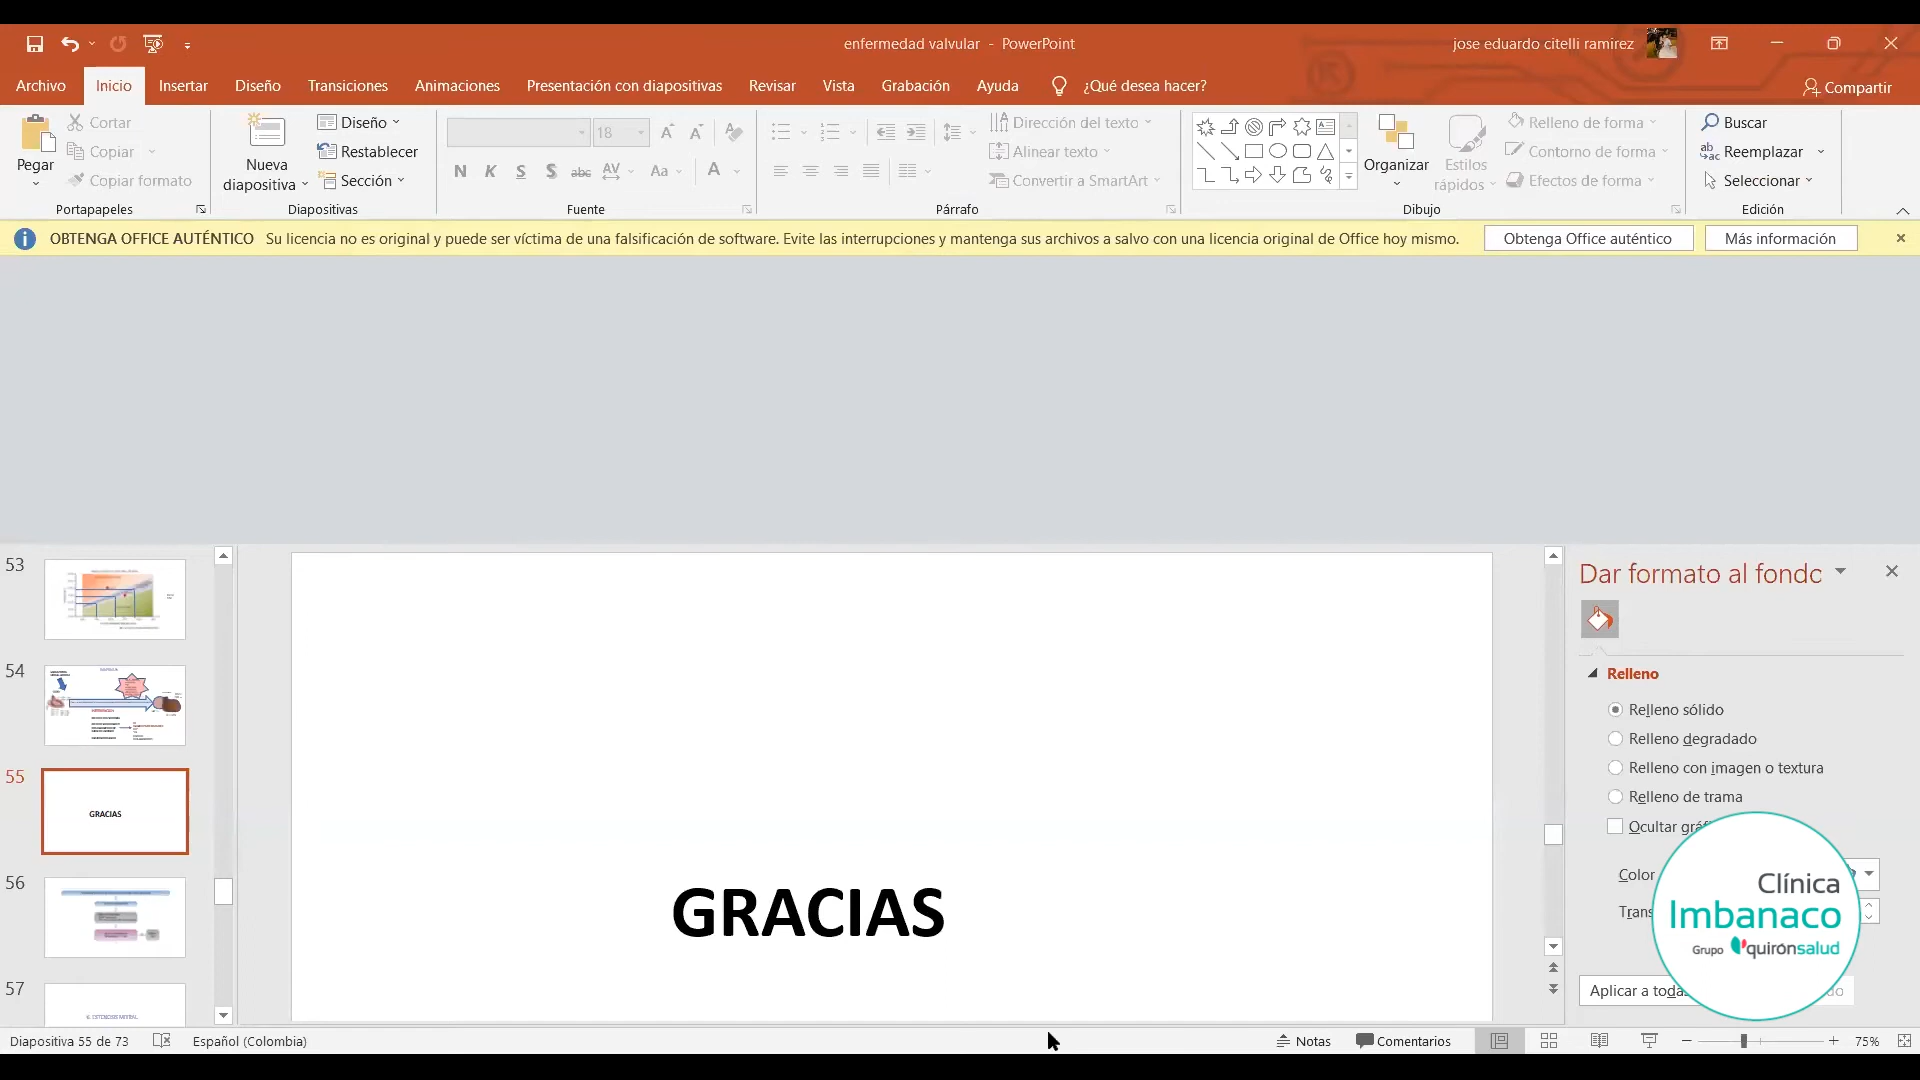 enfermedad valvular - PowerPoint
jose eduardo citelli ramirez
Archivo
Inicio
Insertar
Diseño
Transiciones
Animaciones
Presentación con diapositivas
Revisar
Vista
Grabación
Ayuda
¿Qué desea hacer?
Compartir
Pegar
Cortar
Copiar
Copiar formato
Portapapeles
Nueva
diapositiva
Diseño
Restablecer
Sección
Diapositivas
18
N K S S abc AV Aa A
Fuente
Dirección del texto
Alinear texto
Convertir a SmartArt
Párrafo
Organizar
Estilos
rápidos
Relleno de forma
Contorno de forma
Efectos de forma
Dibujo
Buscar
Reemplazar
Seleccionar
Edición
OBTENGA OFFICE AUTÉNTICO Su licencia no es original y puede ser víctima de una falsificación de software. Evite las interrupciones y mantenga sus archivos a salvo con una licencia original de Office hoy mismo.
Obtenga Office auténtico
Más información
53
54
55
GRACIAS
56
57
GRACIAS
Dar formato al fondo
Relleno
Relleno sólido
Relleno degradado
Relleno con imagen o textura
Relleno de trama
Ocultar
Color
Trans
Aplicar a todas
Clínica
Imbanaco
Grupo quirónsalud
Diapositiva 55 de 73
Español (Colombia)
Notas
Comentarios
75%